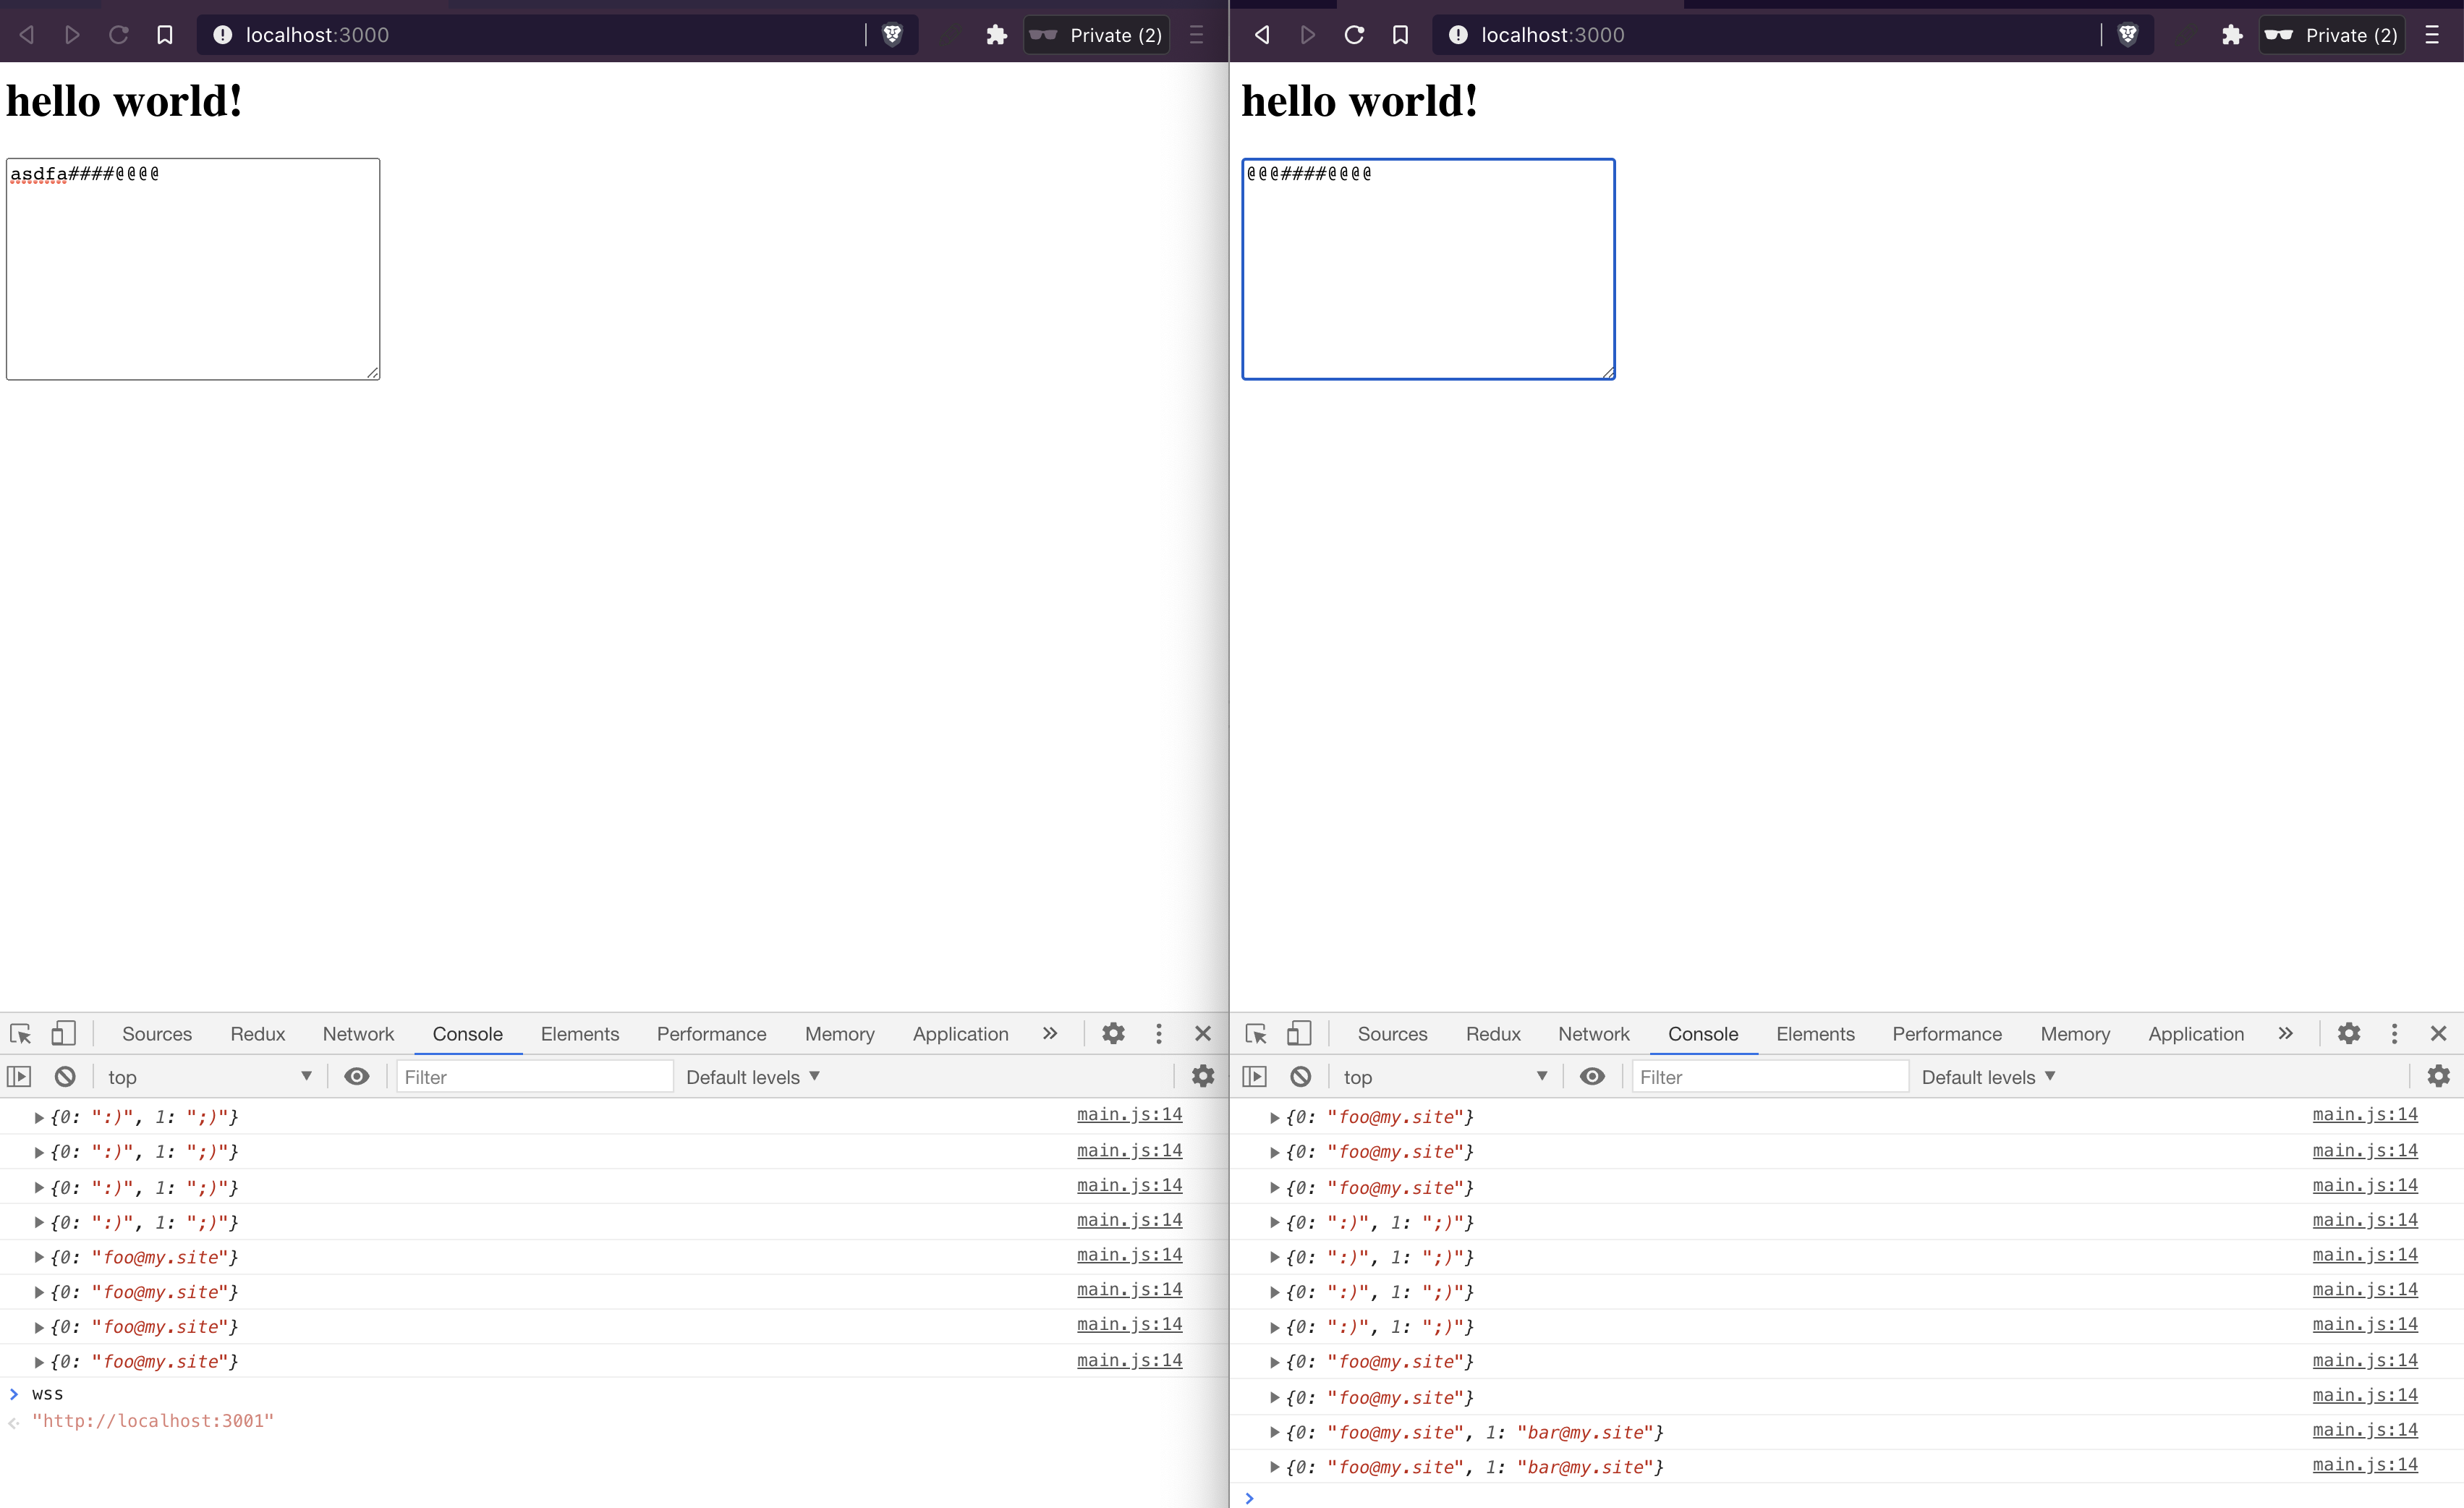 localhost:3000
Private (2)
hello world!
asdfa####@@@@
Sources Redux Network Console Elements Performance Memory Application
top Filter Default levels
{0: ":)", 1: ";)"} main.js:14
{0: ":)", 1: ";)"} main.js:14
{0: ":)", 1: ";)"} main.js:14
{0: ":)", 1: ";)"} main.js:14
{0: "foo@my.site"} main.js:14
{0: "foo@my.site"} main.js:14
{0: "foo@my.site"} main.js:14
{0: "foo@my.site"} main.js:14
wss
"http://localhost:3001"
localhost:3000
Private (2)
hello world!
@@@####@@@@
Sources Redux Network Console Elements Performance Memory Application
top Filter Default levels
{0: "foo@my.site"} main.js:14
{0: "foo@my.site"} main.js:14
{0: "foo@my.site"} main.js:14
{0: ":)", 1: ";)"} main.js:14
{0: ":)", 1: ";)"} main.js:14
{0: ":)", 1: ";)"} main.js:14
{0: ":)", 1: ";)"} main.js:14
{0: "foo@my.site"} main.js:14
{0: "foo@my.site"} main.js:14
{0: "foo@my.site", 1: "bar@my.site"} main.js:14
{0: "foo@my.site", 1: "bar@my.site"} main.js:14